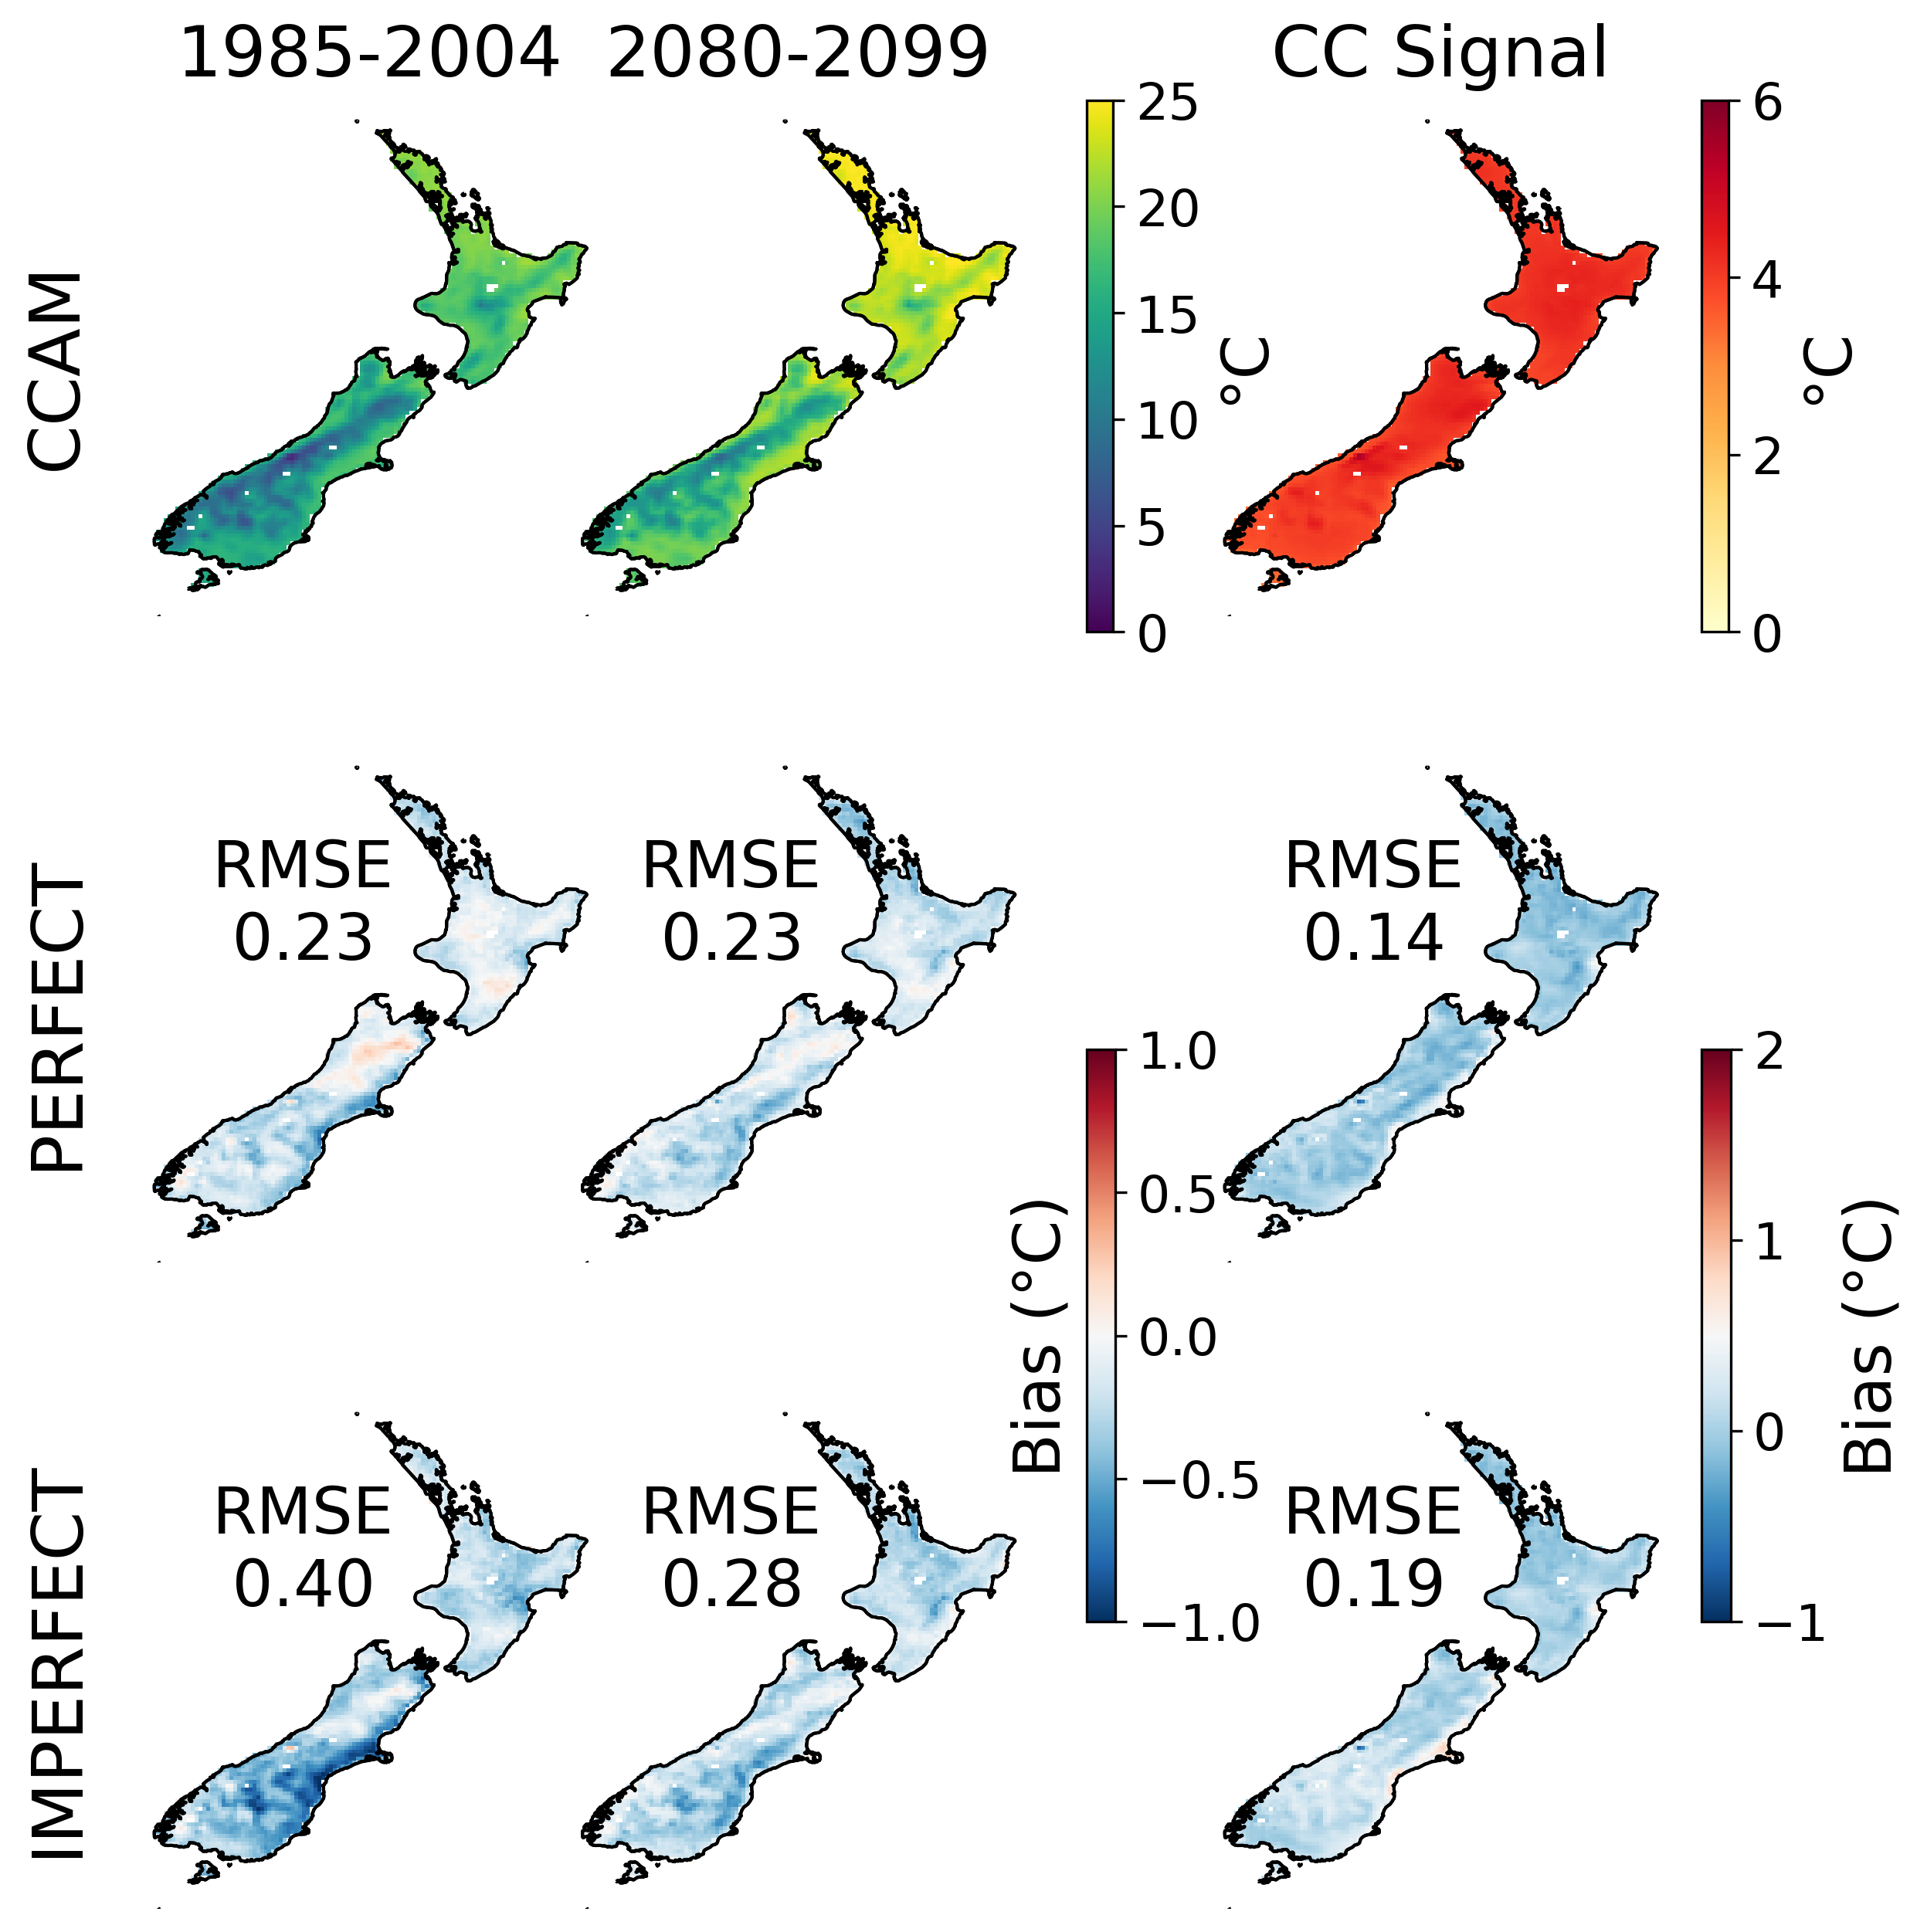 1985-2004
2080-2099
CC Signal
CCAM
25
20
15
10
5
0
°C
6
4
2
0
°C
PERFECT
RMSE
0.23
RMSE
0.23
RMSE
0.14
1.0
0.5
0.0
−0.5
−1.0
Bias (°C)
2
1
0
−1
Bias (°C)
IMPERFECT
RMSE
0.40
RMSE
0.28
RMSE
0.19